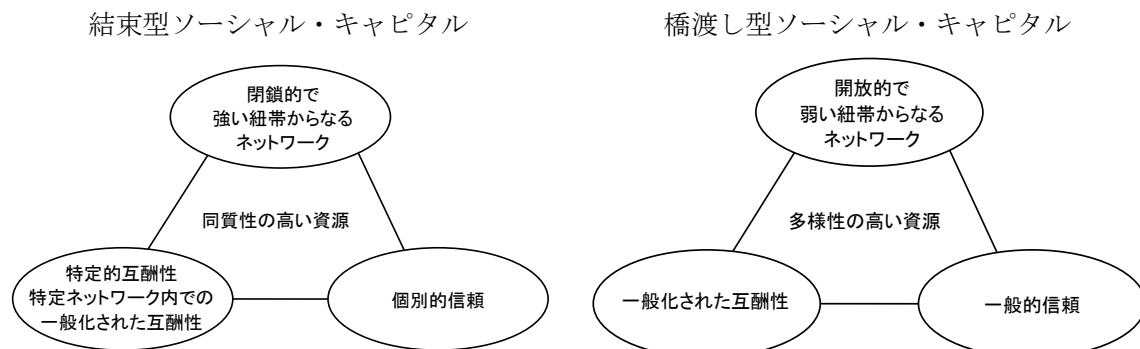 結束型ソーシャル・キャピタル
閉鎖的で
強い紐帯からなる
ネットワーク
同質性の高い資源
特定的互酬性
特定ネットワーク内での
一般化された互酬性
個別的信頼
橋渡し型ソーシャル・キャピタル
開放的で
弱い紐帯からなる
ネットワーク
多様性の高い資源
一般化された互酬性
一般的信頼